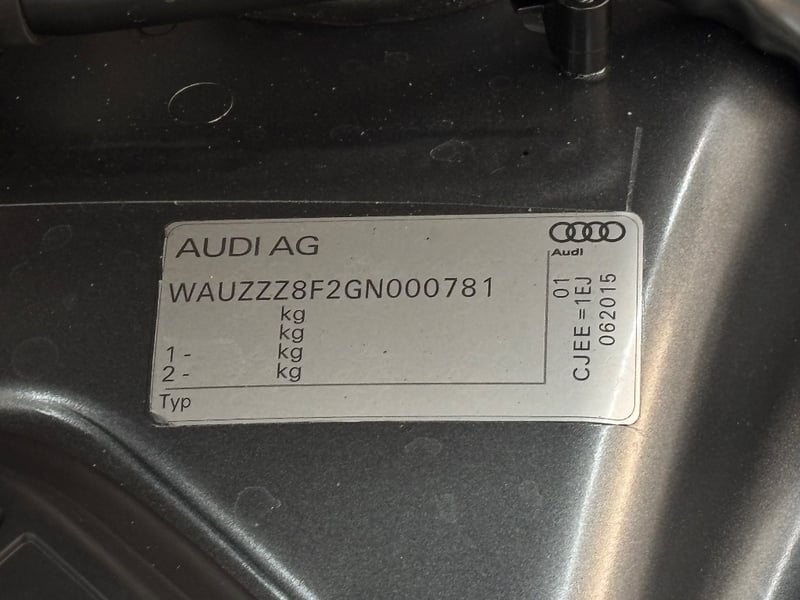 AUDI AG
Audi
WAUZZZ8F2GN000781
kg
kg
1 - kg
2 - kg
Typ
01
CJEE =1EJ
062015